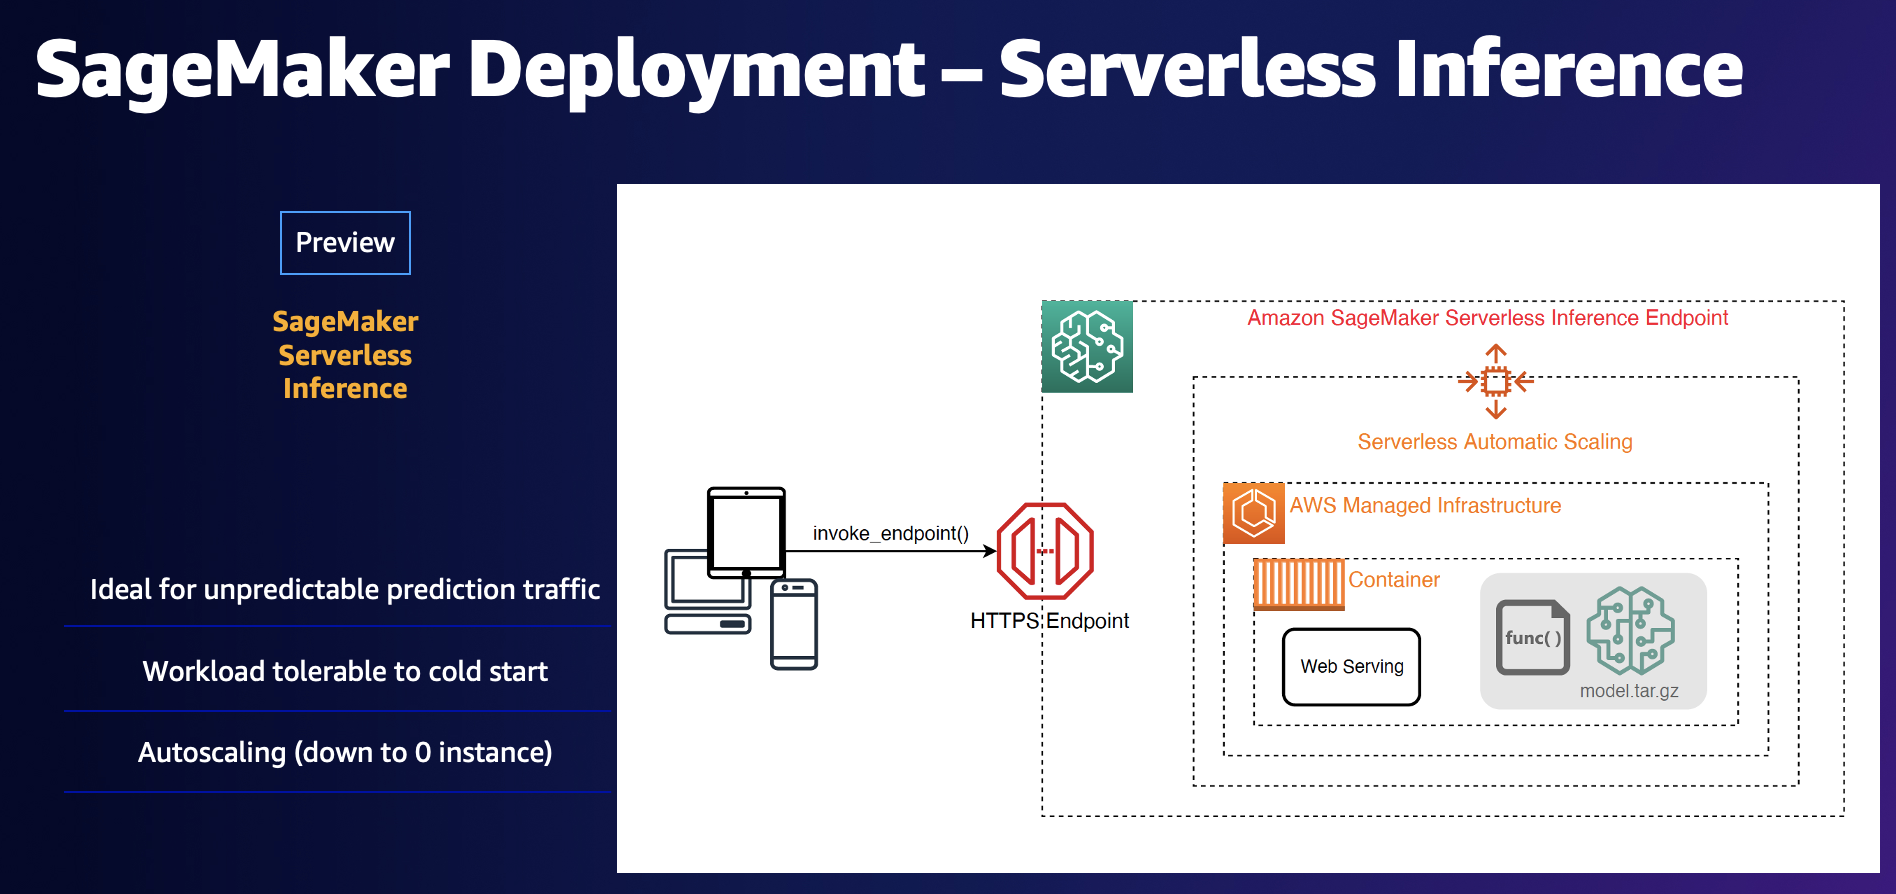 SageMaker Deployment – Serverless Inference
Preview
SageMaker
Serverless
Inference
Ideal for unpredictable prediction traffic
Workload tolerable to cold start
Autoscaling (down to 0 instance)
Amazon SageMaker Serverless Inference Endpoint
Serverless Automatic Scaling
AWS Managed Infrastructure
invoke_endpoint()
HTTPS Endpoint
Container
Web Serving
func( )
model.tar.gz